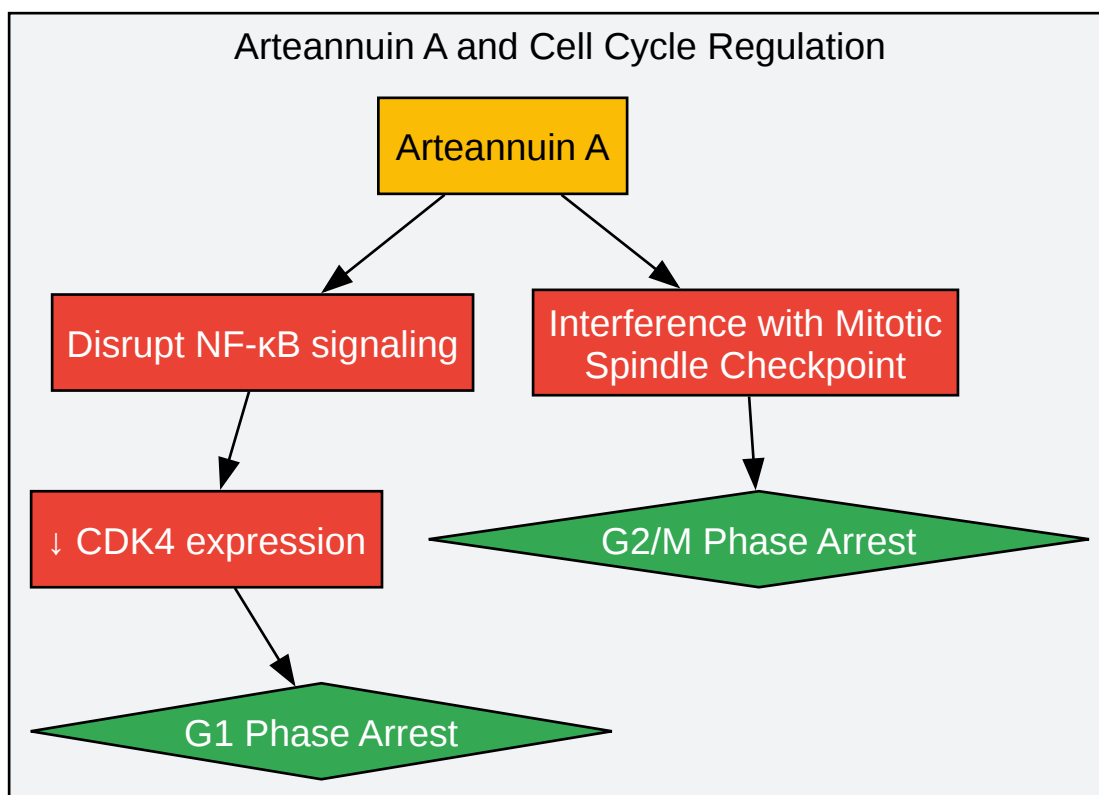 Arteannuin A and Cell Cycle Regulation
Arteannuin A
Disrupt NF-κB signaling
Interference with Mitotic
Spindle Checkpoint
↓ CDK4 expression
G2/M Phase Arrest
G1 Phase Arrest